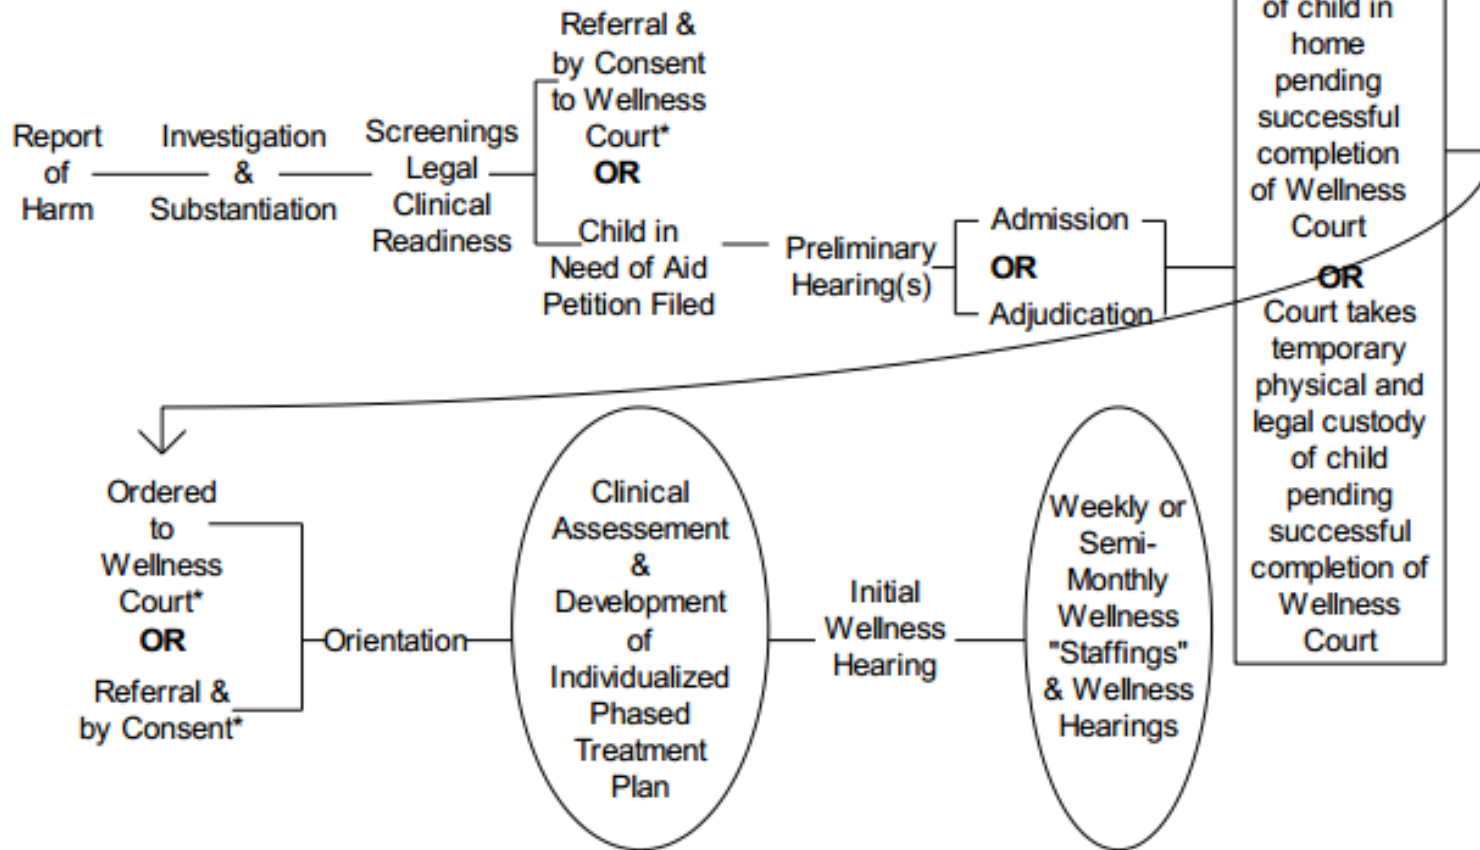 Report
of
Harm
Investigation
&
Substantiation
Screenings
Legal
Clinical
Readiness
Referral &
by Consent
to Wellness
Court*
OR
Child in
Need of Aid
Petition Filed
Preliminary
Hearing(s)
Admission
OR
Adjudication
of child in
home
pending
successful
completion
of Wellness
Court
OR
Court takes
temporary
physical and
legal custody
of child
pending
successful
completion of
Wellness
Court
Ordered
to
Wellness
Court*
OR
Referral &
by Consent*
Orientation
Clinical
Assessement
&
Development
of
Individualized
Phased
Treatment
Plan
Initial
Wellness
Hearing
Weekly or
Semi-
Monthly
Wellness
"Staffings"
& Wellness
Hearings